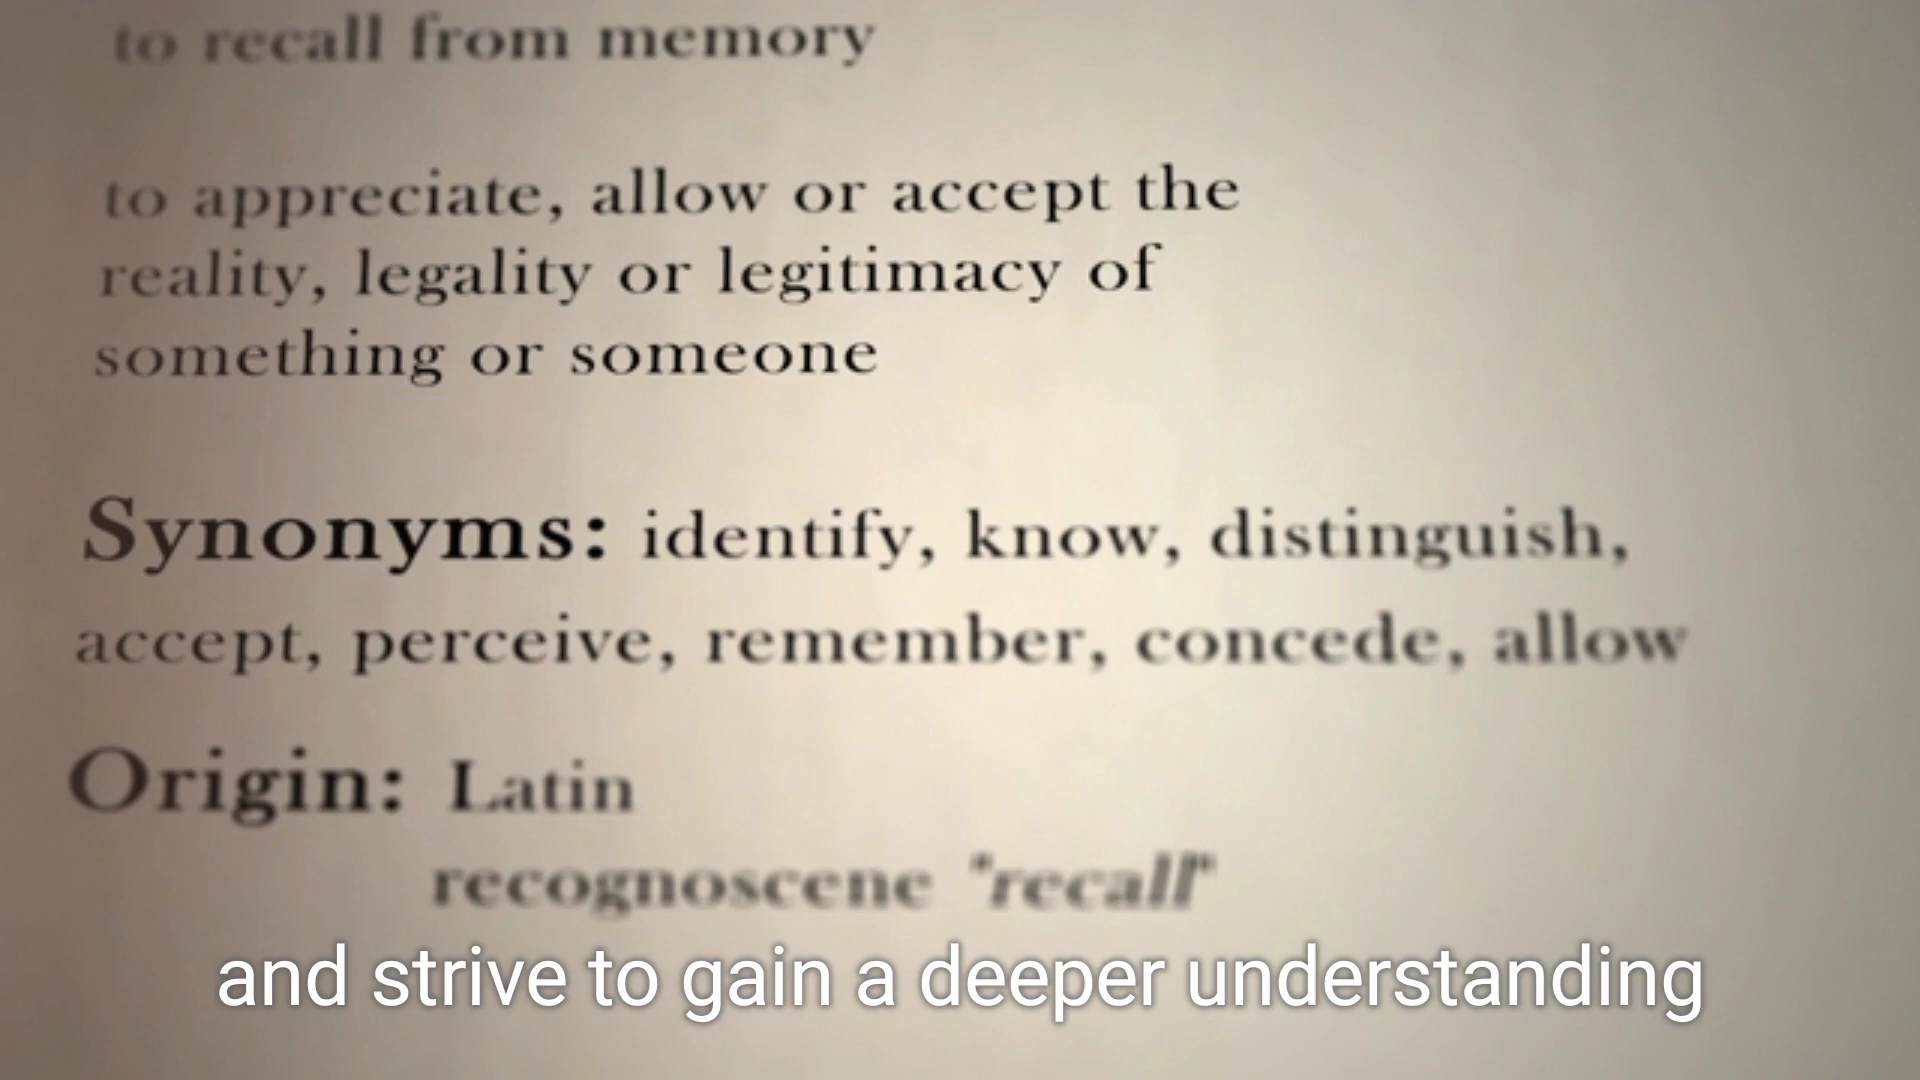 to recall from memory
to appreciate, allow or accept the
reality, legality or legitimacy of
something or someone
Synonyms: identify, know, distinguish,
accept, perceive, remember, concede, allow
Origin: Latin
recognoscene "recall"
and strive to gain a deeper understanding